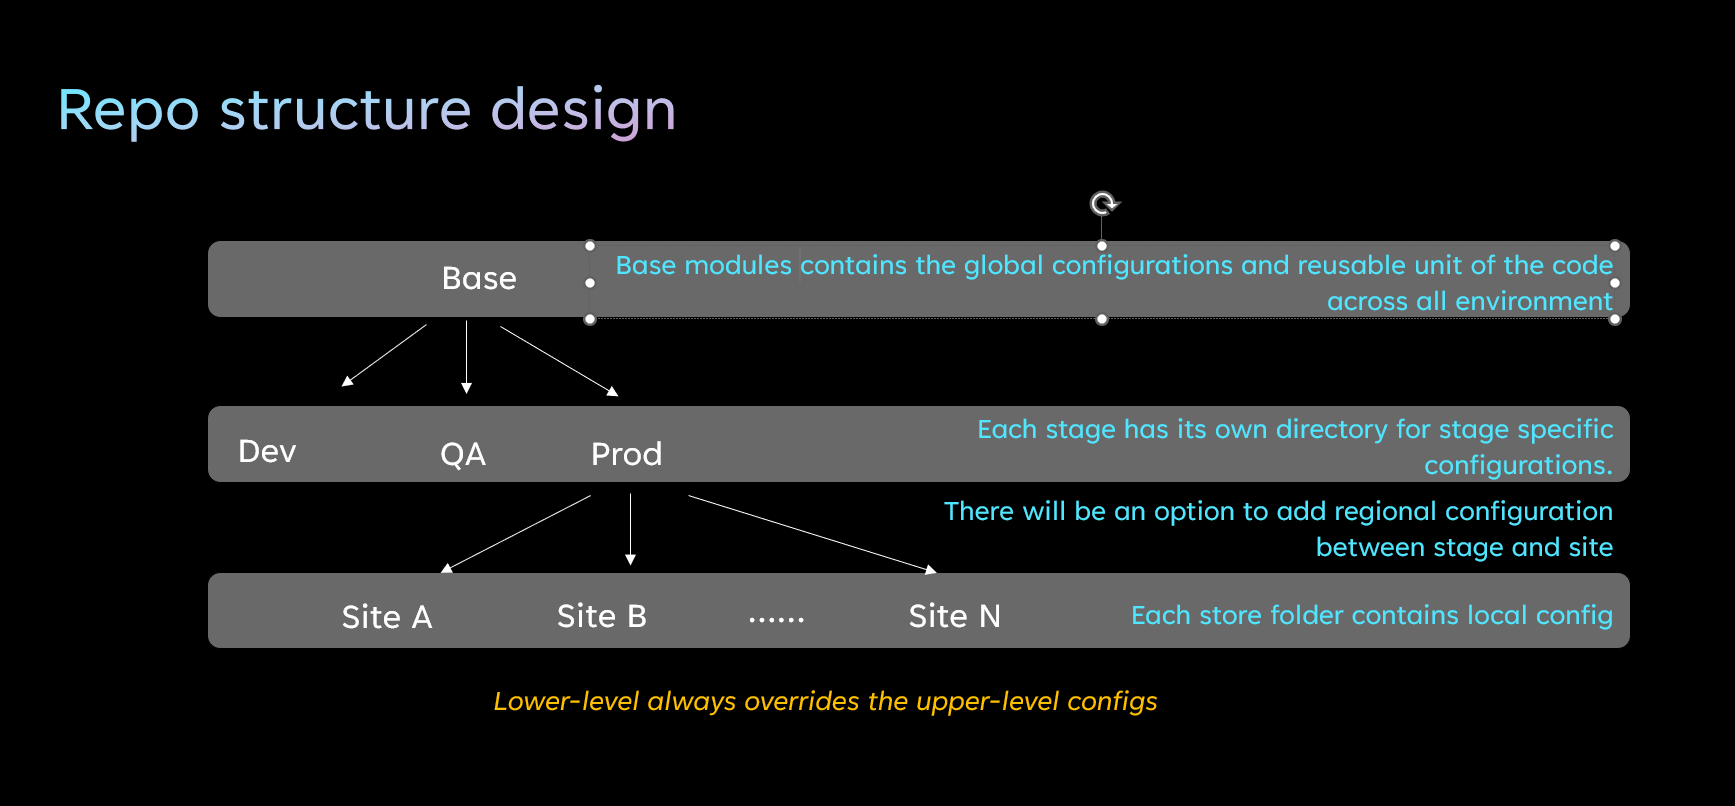 Repo structure design
Base
Base modules contains the global configurations and reusable unit of the code
across all environment
Dev QA Prod
Each stage has its own directory for stage specific
configurations.
There will be an option to add regional configuration
between stage and site
Site A Site B ...... Site N
Each store folder contains local config
Lower-level always overrides the upper-level configs